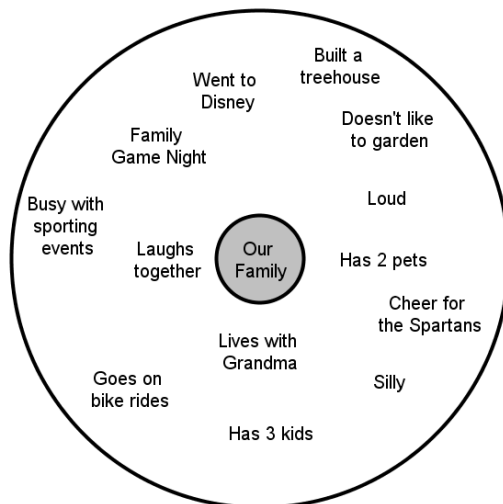 Built a
treehouse
Went to
Disney
Doesn't like
to garden
Family
Game Night
Loud
Busy with
sporting
events
Laughs
together
Our
Family
Has 2 pets
Cheer for
the Spartans
Lives with
Grandma
Goes on
bike rides
Silly
Has 3 kids